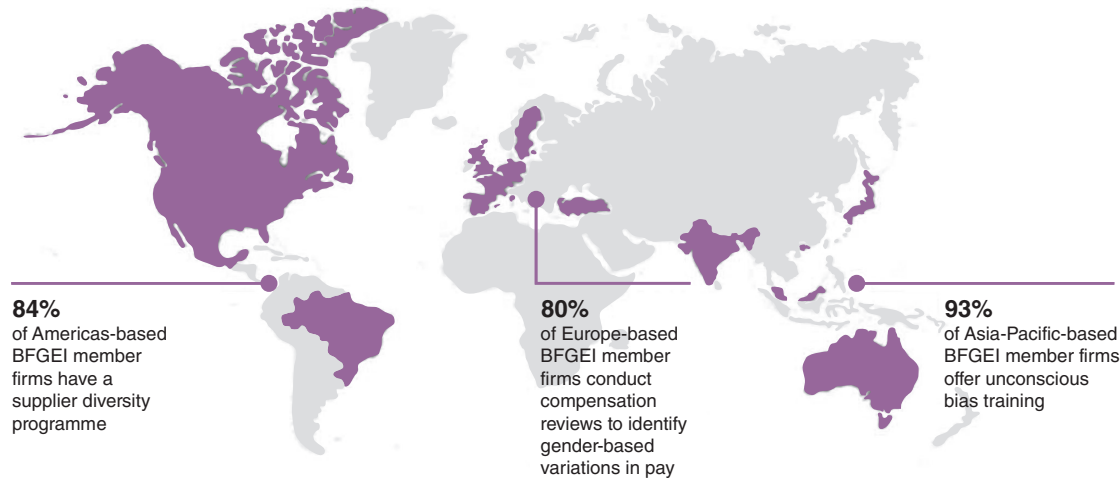 84%
of Americas-based
BFGEI member
firms have a
supplier diversity
programme
80%
of Europe-based
BFGEI member
firms conduct
compensation
reviews to identify
gender-based
variations in pay
93%
of Asia-Pacific-based
BFGEI member firms
offer unconscious
bias training